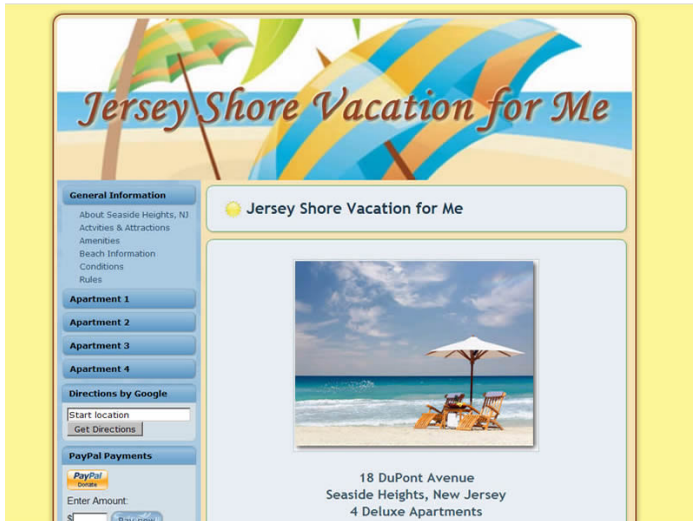 Jersey Shore Vacation for Me
General Information
About Seaside Heights, NJ
Actvities & Attractions
Amenities
Beach Information
Conditions
Rules
Apartment 1
Apartment 2
Apartment 3
Apartment 4
Directions by Google
Start location
Get Directions
PayPal Payments
PayPal
Donate
Enter Amount:
$
Pay now
Jersey Shore Vacation for Me
18 DuPont Avenue
Seaside Heights, New Jersey
4 Deluxe Apartments